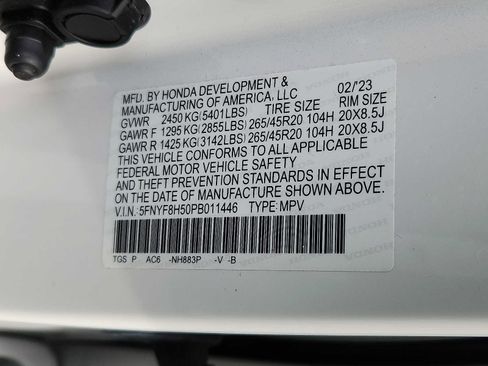 MFD. BY HONDA DEVELOPMENT &
MANUFACTURING OF AMERICA, LLC 02/'23
GVWR 2450 KG(5401LBS) TIRE SIZE RIM SIZE
GAWR F 1295 KG(2855LBS) 265/45R20 104H 20X8.5J
GAWR R 1425 KG(3142LBS) 265/45R20 104H 20X8.5J
THIS VEHICLE CONFORMS TO ALL APPLICABLE
FEDERAL MOTOR VEHICLE SAFETY
AND THEFT PREVENTION STANDARDS IN EFFECT
ON THE DATE OF MANUFACTURE SHOWN ABOVE.
V.I.N.: 5FNYF8H50PB011446 TYPE: MPV
TGS P AC6 -NH883P -V -B